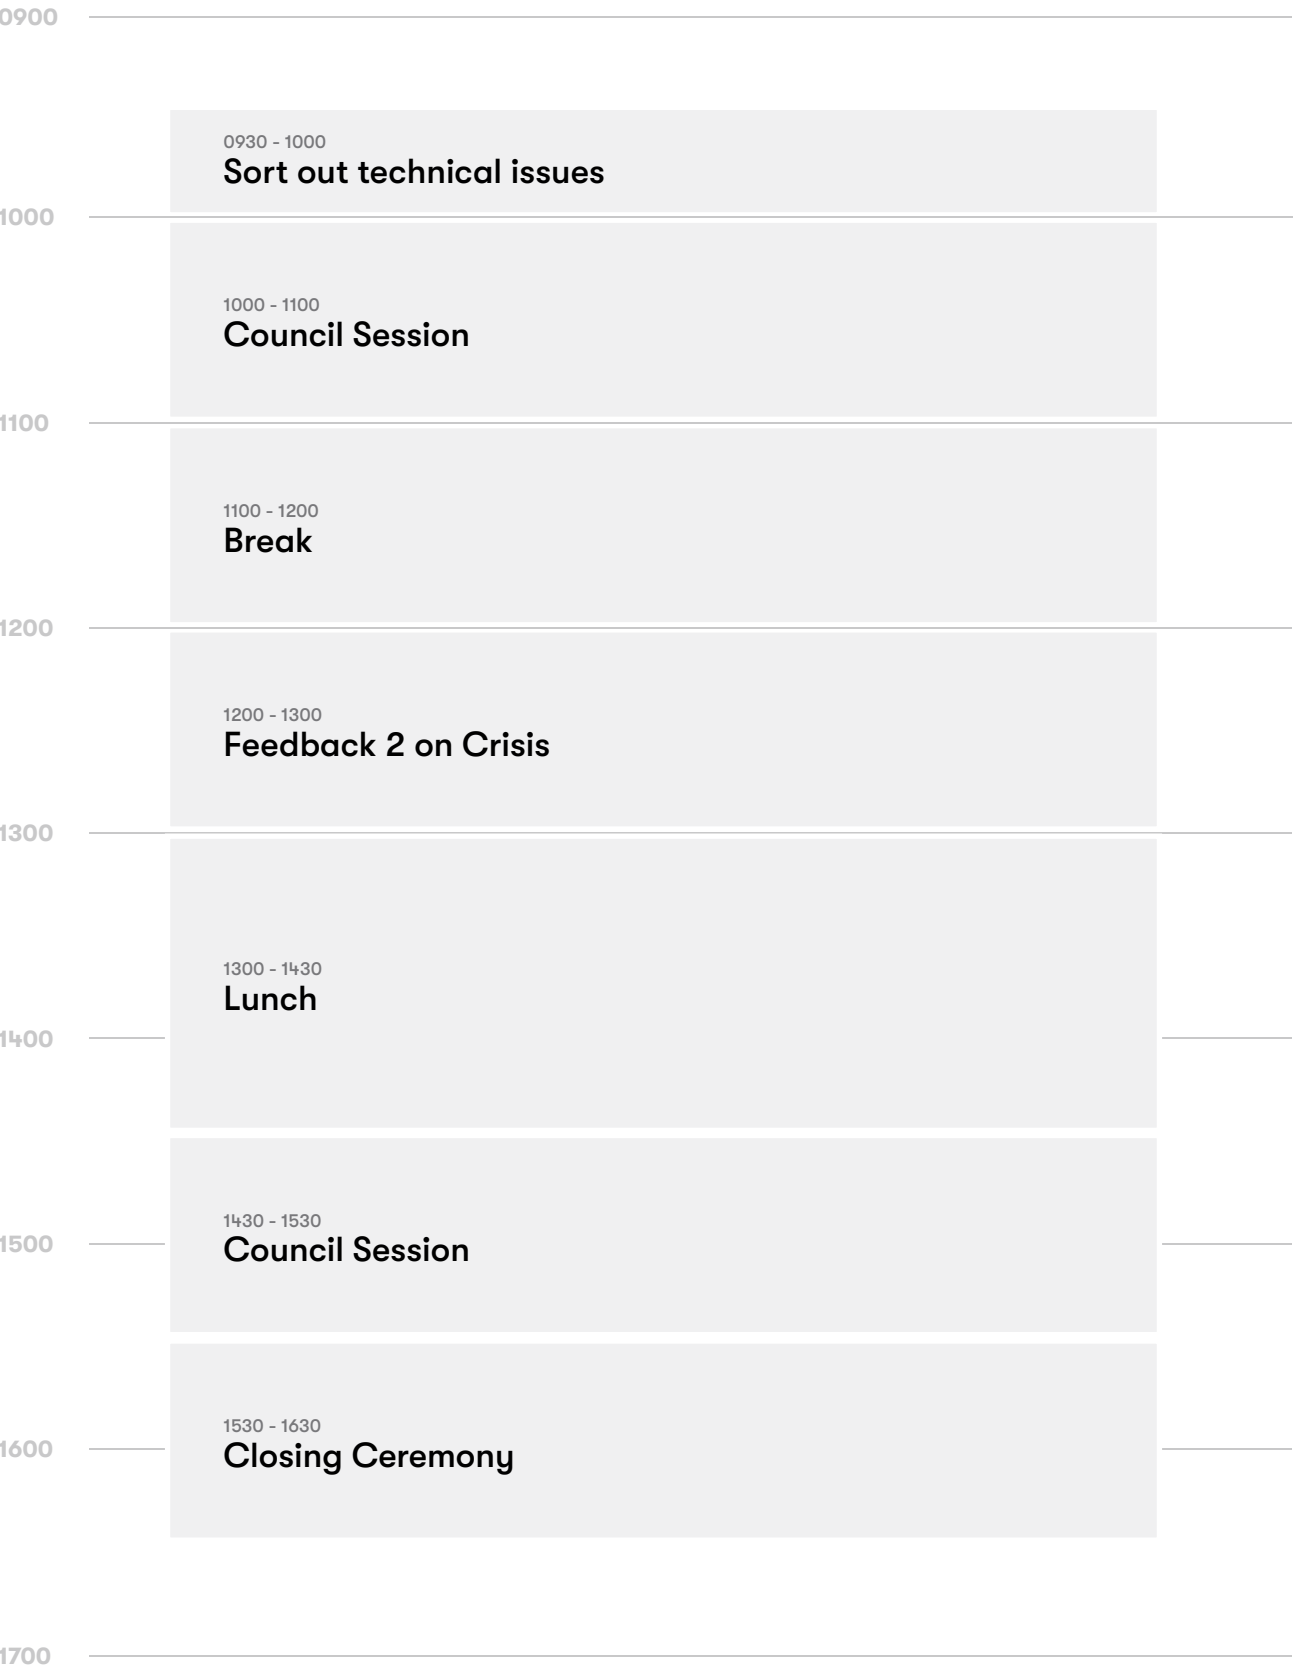 0900
0930 - 1000
Sort out technical issues
1000
1000 - 1100
Council Session
1100
1100 - 1200
Break
1200
1200 - 1300
Feedback 2 on Crisis
1300
1300 - 1430
Lunch
1400
1430 - 1530
Council Session
1500
1530 - 1630
Closing Ceremony
1600
1700